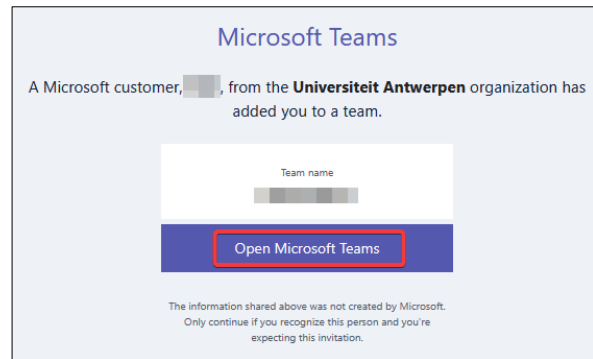 Microsoft Teams
A Microsoft customer, , from the Universiteit Antwerpen organization has
added you to a team.
Team name
Open Microsoft Teams
The information shared above was not created by Microsoft.
Only continue if you recognize this person and you're
expecting this invitation.